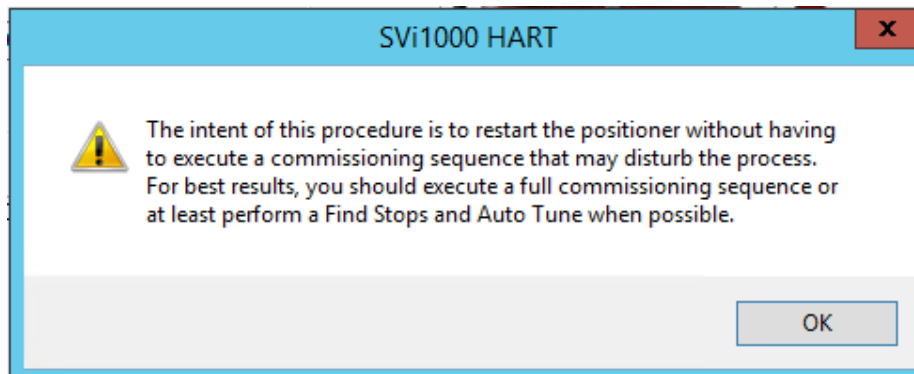 SVi1000 HART
x
The intent of this procedure is to restart the positioner without having
to execute a commissioning sequence that may disturb the process.
For best results, you should execute a full commissioning sequence or
at least perform a Find Stops and Auto Tune when possible.
OK